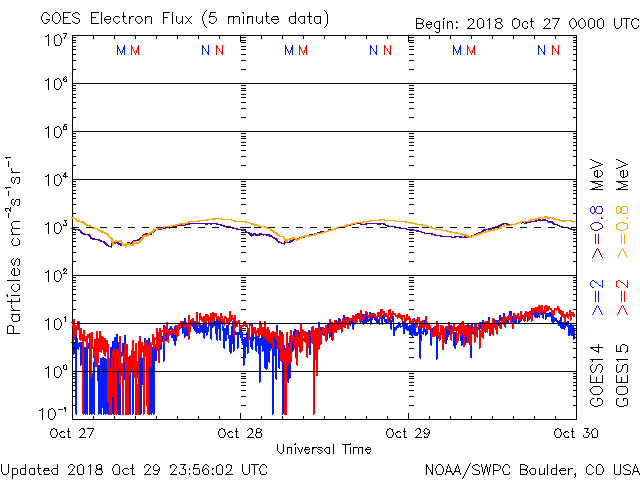 GOES Electron Flux (5 minute data)
Begin: 2018 Oct 27 0000 UTC
M M N N M M N N M M N N
10⁷
10⁶
10⁵
10⁴
10³
10²
10¹
10⁰
10⁻¹
Particles cm⁻²s⁻¹sr⁻¹
Oct 27 Oct 28 Oct 29 Oct 30
Universal Time
GOES14 >=2 >=0.8 MeV
GOES15 >=2 >=0.8 MeV
Updated 2018 Oct 29 23:56:02 UTC
NOAA/SWPC Boulder, CO USA